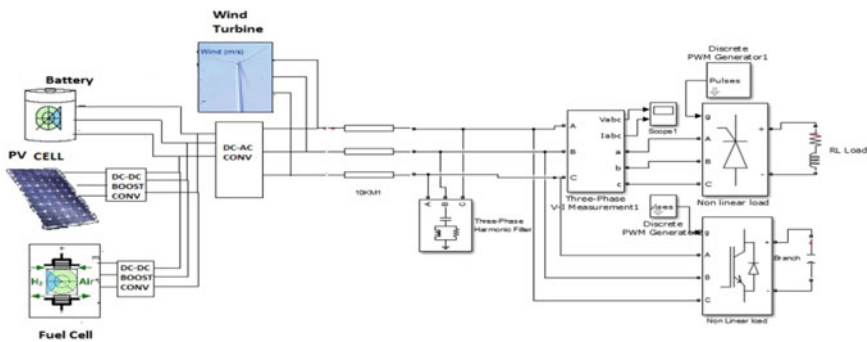 Wind
Turbine
Wind (m/s)
Battery
PV CELL
DC-DC
BOOST
CONV
DC-AC
CONV
H₂
Air
m
DC-DC
BOOST
CONV
Fuel Cell
10KM1
A B C
Three-Phase
Harmonic Filter
Discrete
PWM Generator1
Pulses
Vabc
Iabc
A
a
B
b
C
c
Scope1
Three-Phase
V-I Measurement1
g
A
B
C
+
-
Non linear load
RL Load
ulses
Discrete
PWM Generator
g
A
B
C
+
-
Branch
Non Linear load